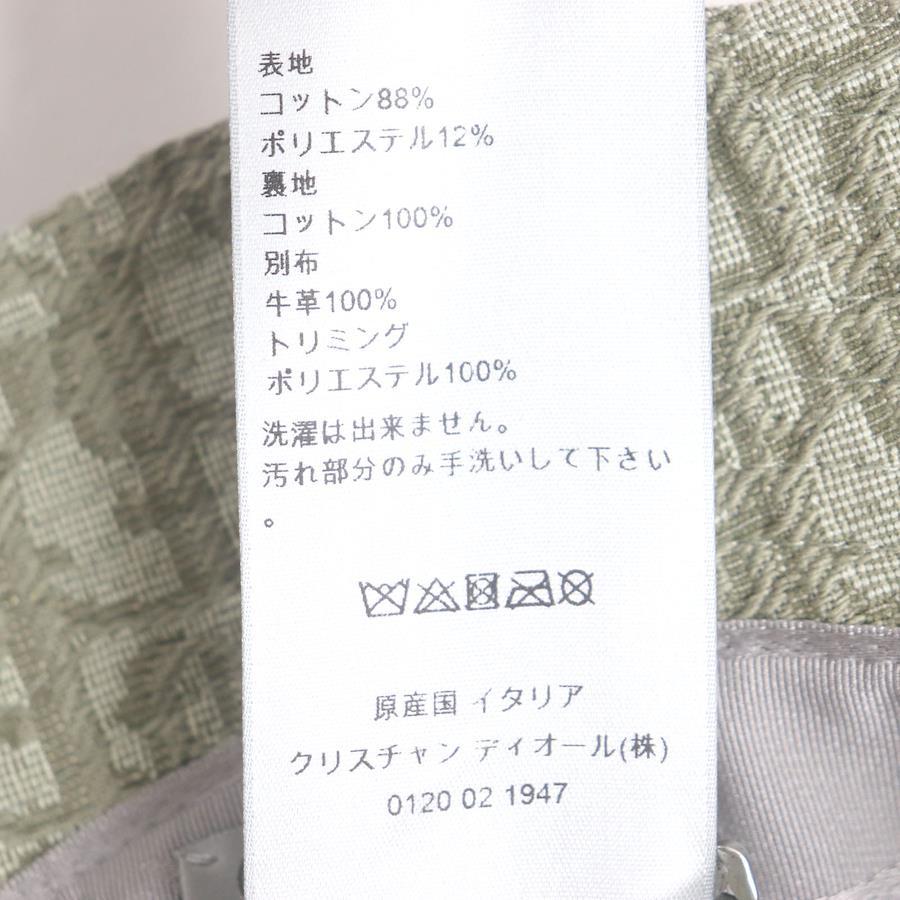 表地
コットン88%
ポリエステル12%
裏地
コットン100%
別布
牛革100%
トリミング
ポリエステル100%
洗濯は出来ません。
汚れ部分のみ手洗いして下さい
。
原産国 イタリア
クリスチャン ディオール(株)
0120 02 1947